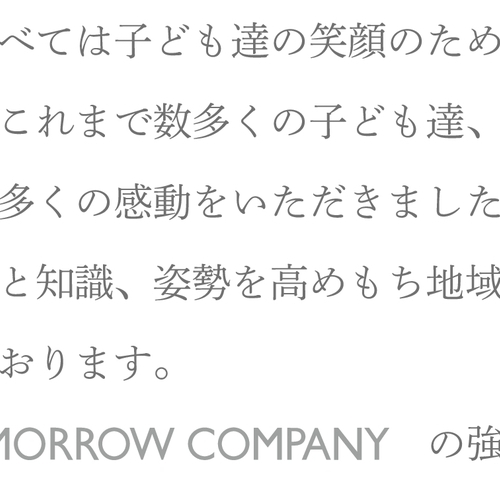 べては子ども達の笑顔のため
これまで数多くの子ども達、
多くの感動をいただきました
と知識、姿勢を高めもち地域
おります。
MORROW COMPANY の強